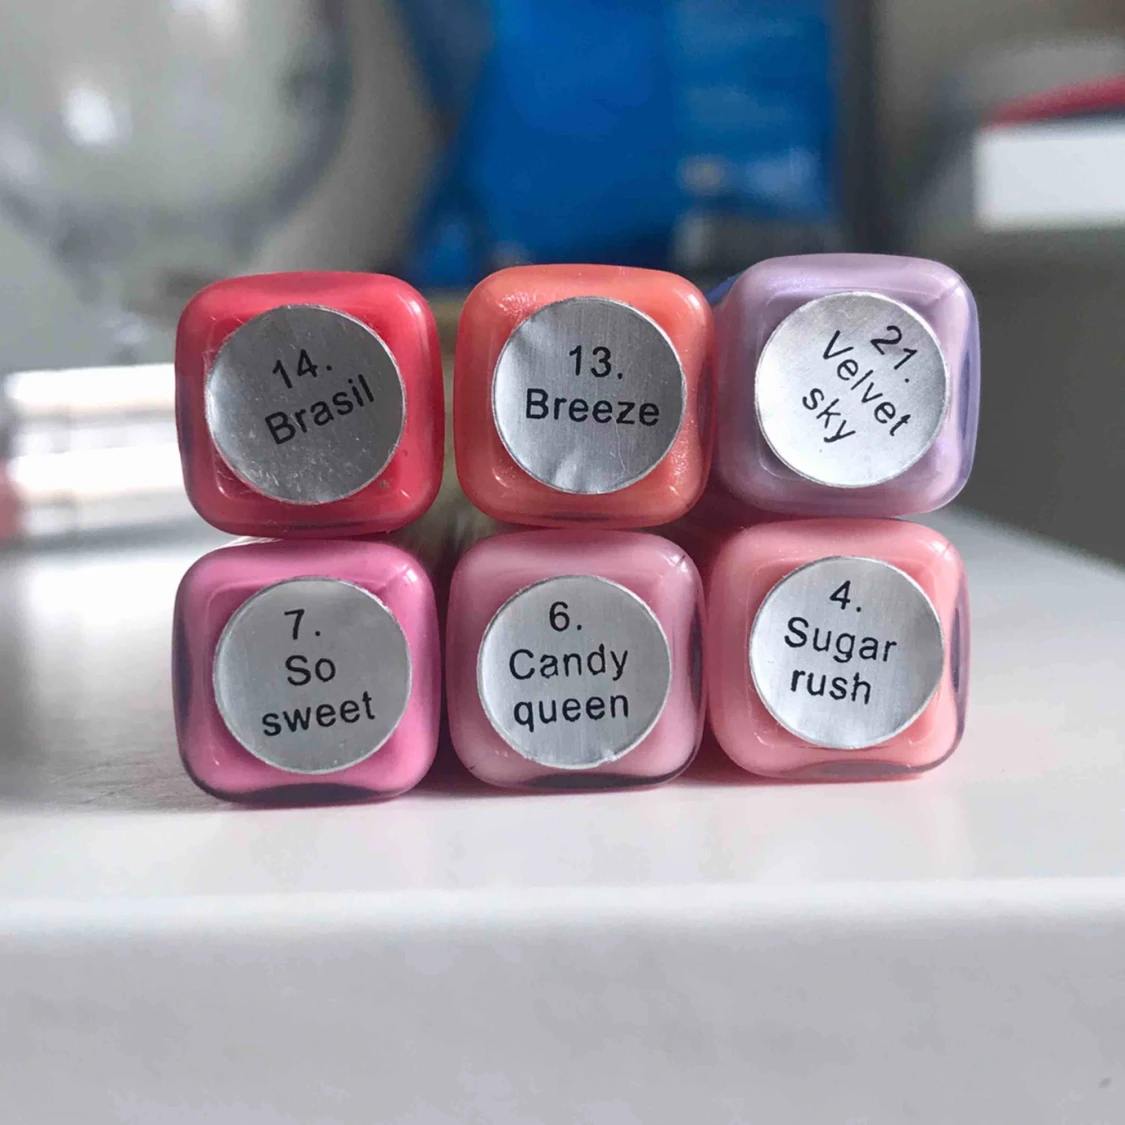 14.
Brasil
13.
Breeze
21.
Velvet
sky
7.
So
sweet
6.
Candy
queen
4.
Sugar
rush